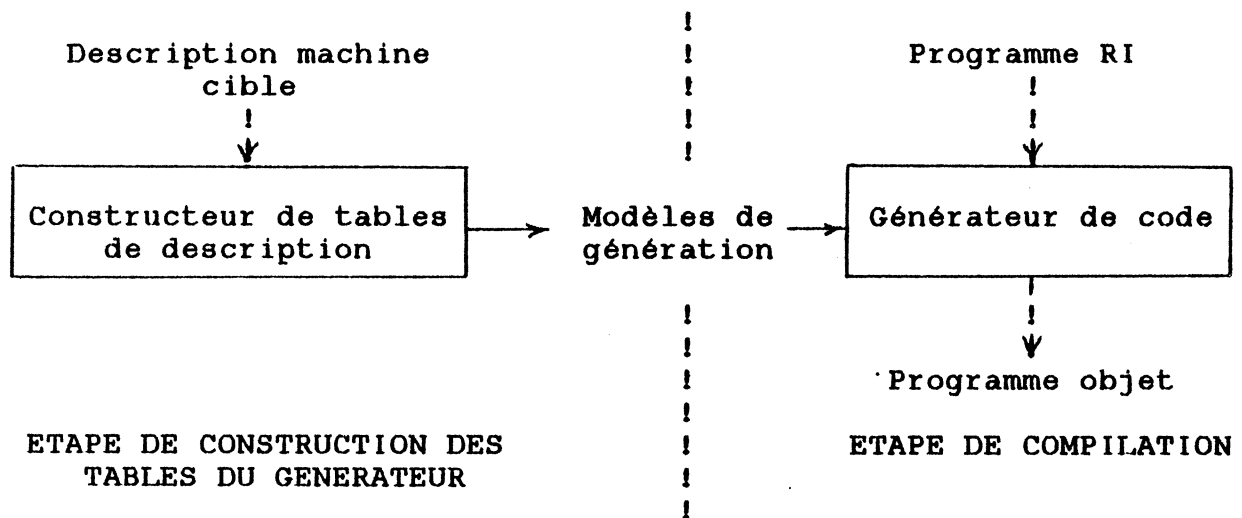 Description machine
cible
Programme RI
Constructeur de tables
de description
Modèles de
génération
Générateur de code
Programme objet
ETAPE DE CONSTRUCTION DES
TABLES DU GENERATEUR
ETAPE DE COMPILATION